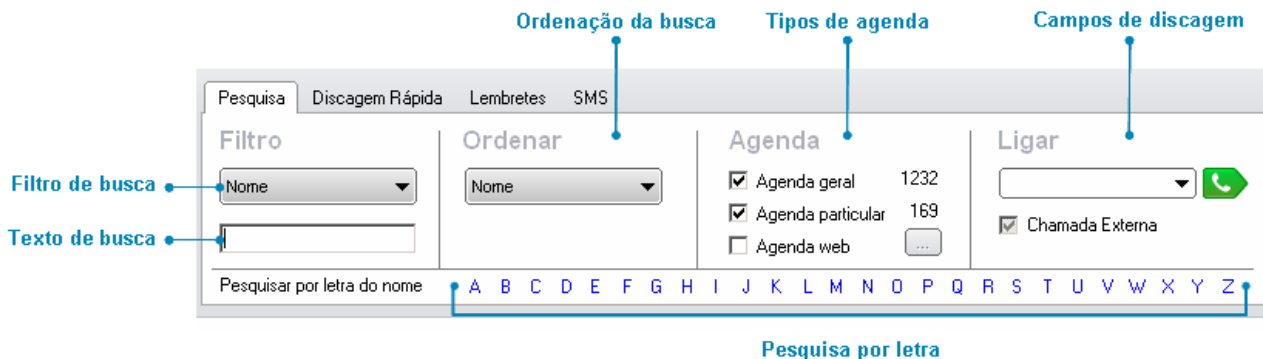 Ordenação da busca Tipos de agenda Campos de discagem
Pesquisa Discagem Rápida Lembretes SMS
Filtro Ordenar Agenda Ligar
Filtro de busca Nome Nome Agenda geral 1232
Agenda particular 169
Chamada Externa
Texto de busca Agenda web ...
Pesquisar por letra do nome A B C D E F G H I J K L M N O P Q R S T U V W X Y Z
Pesquisa por letra